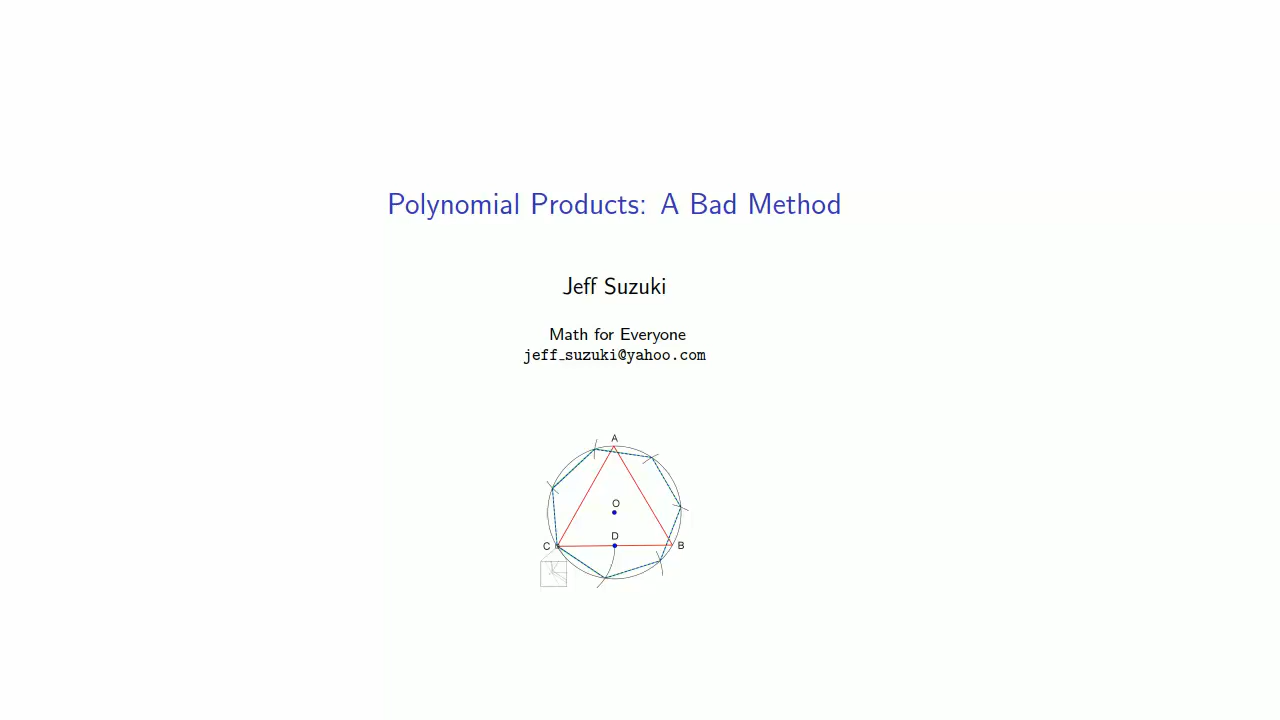 Polynomial Products: A Bad Method
Jeff Suzuki
Math for Everyone
jeff_suzuki@yahoo.com
A
O
D
C
B